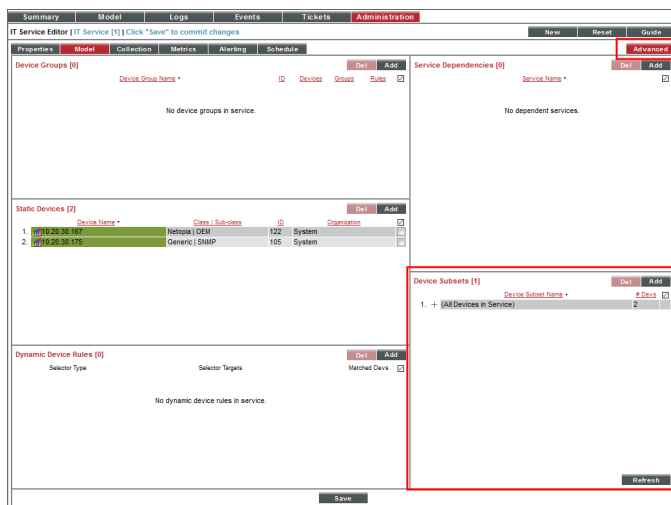 Summary Model Logs Events Tickets Administration
IT Service Editor | IT Service [1] | Click "Save" to commit changes New Reset Guide
Properties Model Collection Metrics Alerting Schedule Advanced
Device Groups [0] Del Add
Device Group Name • ID Devices Groups Rules
No device groups in service.
Service Dependencies [0] Del Add
Service Name •
No dependent services.
Static Devices [2] Del Add
Device Name • Class | Sub-class ID Organization
1. 10.20.30.167 Netopia | OEM 122 System
2. 10.20.30.175 Generic | SNMP 105 System
Device Subsets [1] Del Add
Device Subset Name • # Devs
1. + (All Devices in Service) 2
Dynamic Device Rules [0] Del Add
Selector Type Selector Targets Matched Devs
No dynamic device rules in service.
Refresh
Save